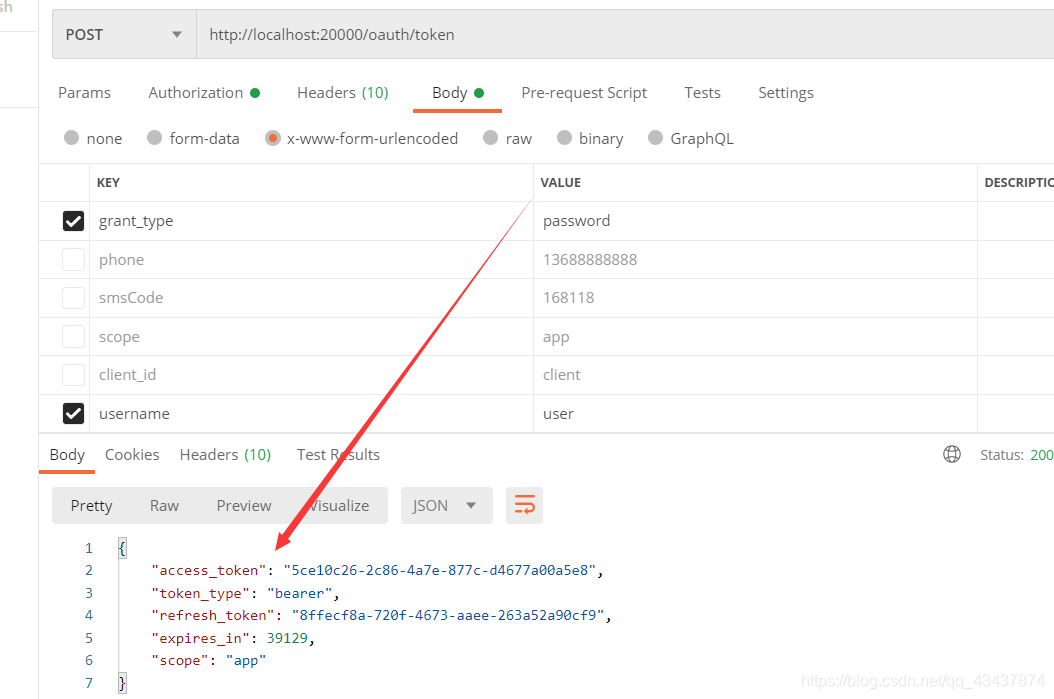 sh
POST http://localhost:20000/oauth/token
Params Authorization Headers (10) Body Pre-request Script Tests Settings
none form-data x-www-form-urlencoded raw binary GraphQL
KEY VALUE DESCRIPTIO
grant_type password
phone 13688888888
smsCode 168118
scope app
client_id client
username user
Body Cookies Headers (10) Test Results Status: 200
Pretty Raw Preview Visualize JSON
1 {
2 "access_token": "5ce10c26-2c86-4a7e-877c-d4677a00a5e8",
3 "token_type": "bearer",
4 "refresh_token": "8ffecf8a-720f-4673-aaee-263a52a90cf9",
5 "expires_in": 39129,
6 "scope": "app"
7 }
https://blog.csdn.net/qq_43437874